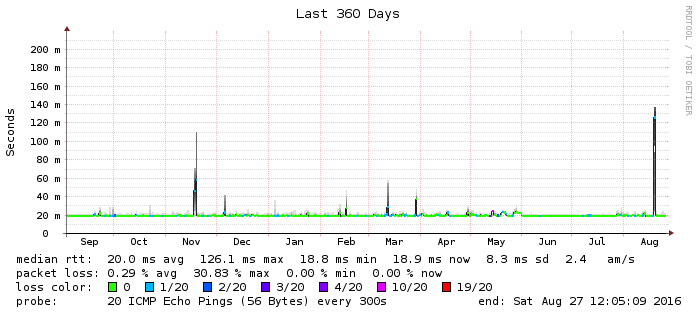 Last 360 Days
RRDTOOL / TOBI OETIKER
Seconds
200 m
180 m
160 m
140 m
120 m
100 m
80 m
60 m
40 m
20 m
0
Sep Oct Nov Dec Jan Feb Mar Apr May Jun Jul Aug
median rtt: 20.0 ms avg 126.1 ms max 18.8 ms min 18.9 ms now 8.3 ms sd 2.4 am/s
packet loss: 0.29 % avg 30.83 % max 0.00 % min 0.00 % now
loss color: 0 1/20 2/20 3/20 4/20 10/20 19/20
probe: 20 ICMP Echo Pings (56 Bytes) every 300s end: Sat Aug 27 12:05:09 2016